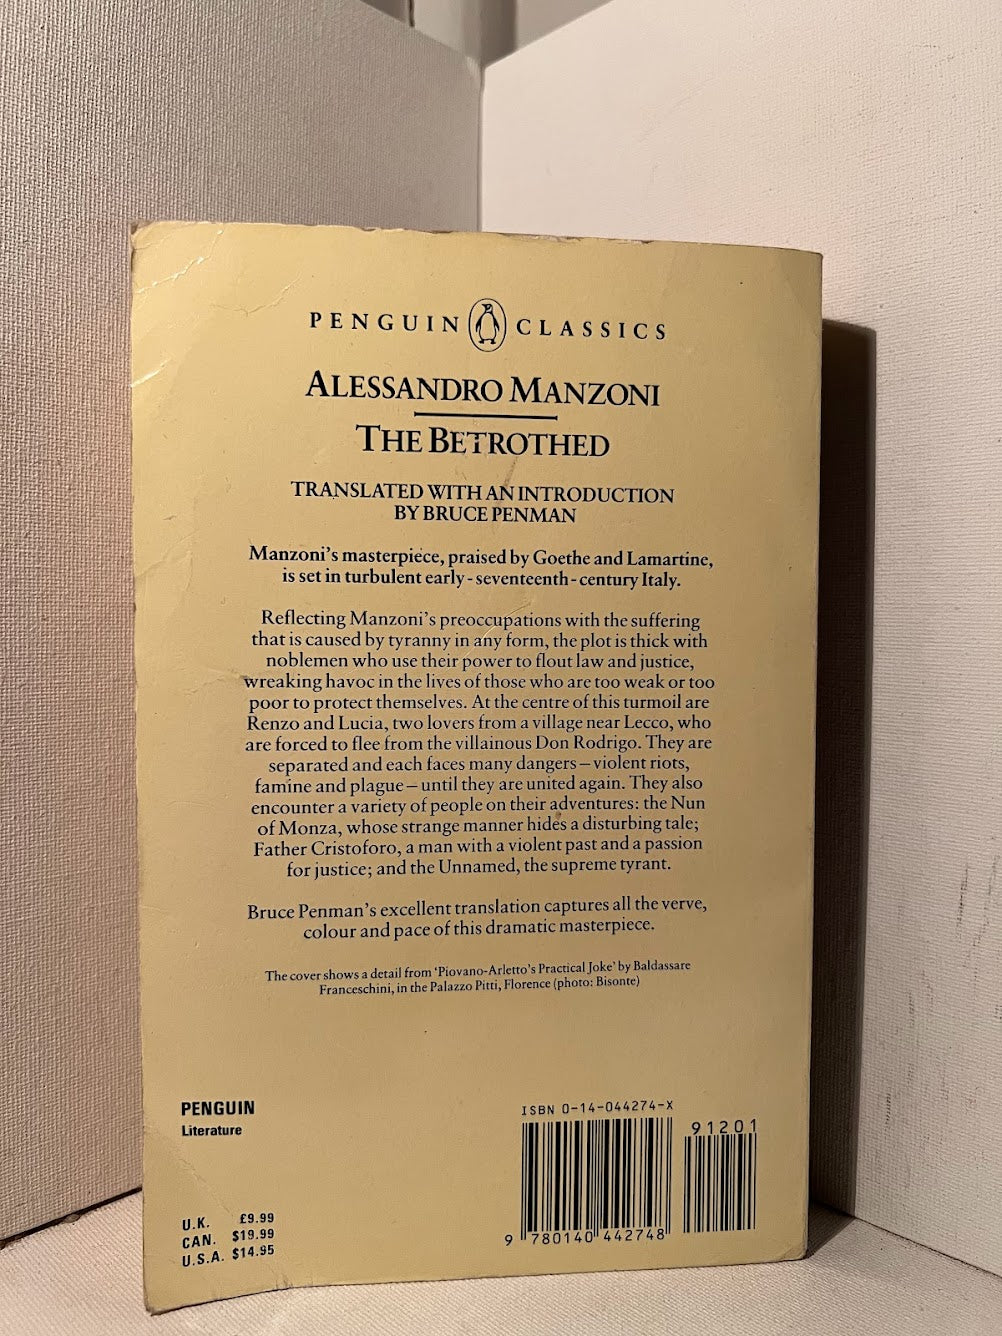 PENGUIN CLASSICS
ALESSANDRO MANZONI
THE BETROTHED
TRANSLATED WITH AN INTRODUCTION
BY BRUCE PENMAN
Manzoni's masterpiece, praised by Goethe and Lamartine,
is set in turbulent early-seventeenth-century Italy.
Reflecting Manzoni's preoccupations with the suffering
that is caused by tyranny in any form, the plot is thick with
noblemen who use their power to flout law and justice,
wreaking havoc in the lives of those who are too weak or too
poor to protect themselves. At the centre of this turmoil are
Renzo and Lucia, two lovers from a village near Lecco, who
are forced to flee from the villainous Don Rodrigo. They are
separated and each faces many dangers – violent riots,
famine and plague – until they are united again. They also
encounter a variety of people on their adventures: the Nun
of Monza, whose strange manner hides a disturbing tale;
Father Cristoforo, a man with a violent past and a passion
for justice; and the Unnamed, the supreme tyrant.
Bruce Penman's excellent translation captures all the verve,
colour and pace of this dramatic masterpiece.
The cover shows a detail from 'Piovano-Arletto's Practical Joke' by Baldassare
Franceschini, in the Palazzo Pitti, Florence (photo: Bisonte)
PENGUIN
Literature
U.K. £9.99
CAN. $19.99
U.S.A. $14.95
ISBN 0-14-044274-X
91201
9 780140 442748